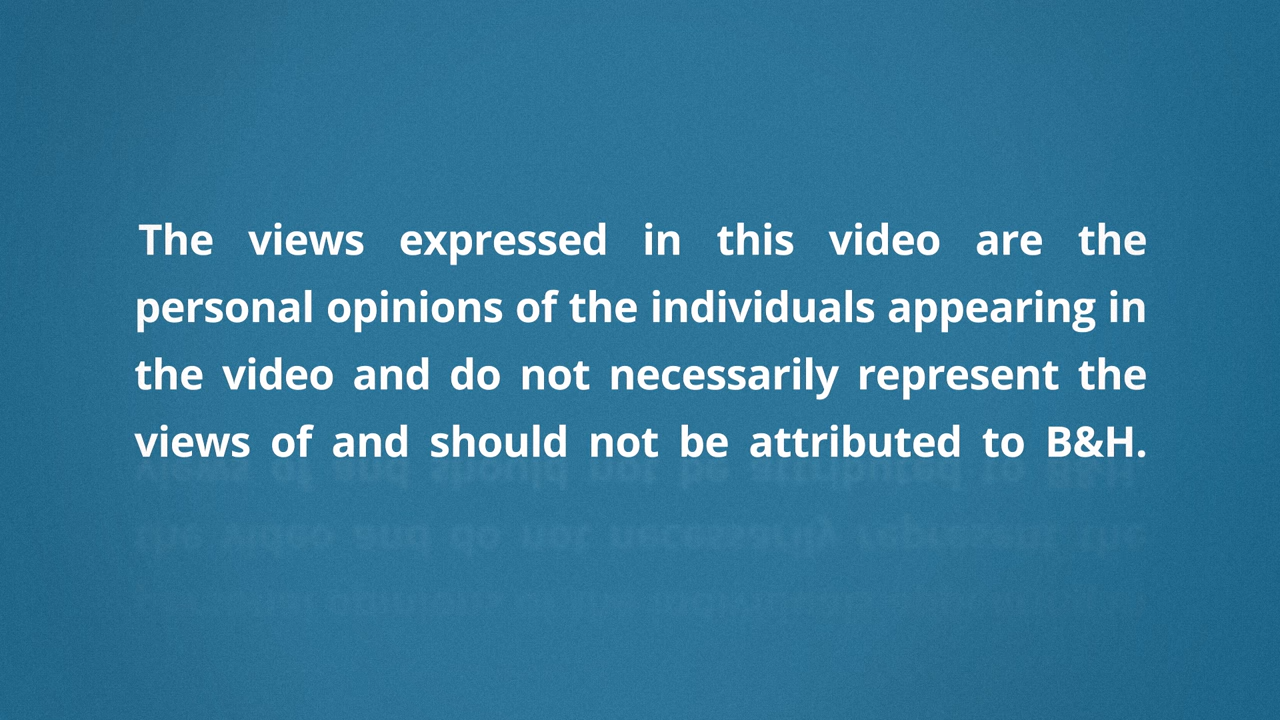 The views expressed in this video are the
personal opinions of the individuals appearing in
the video and do not necessarily represent the
views of and should not be attributed to B&H.